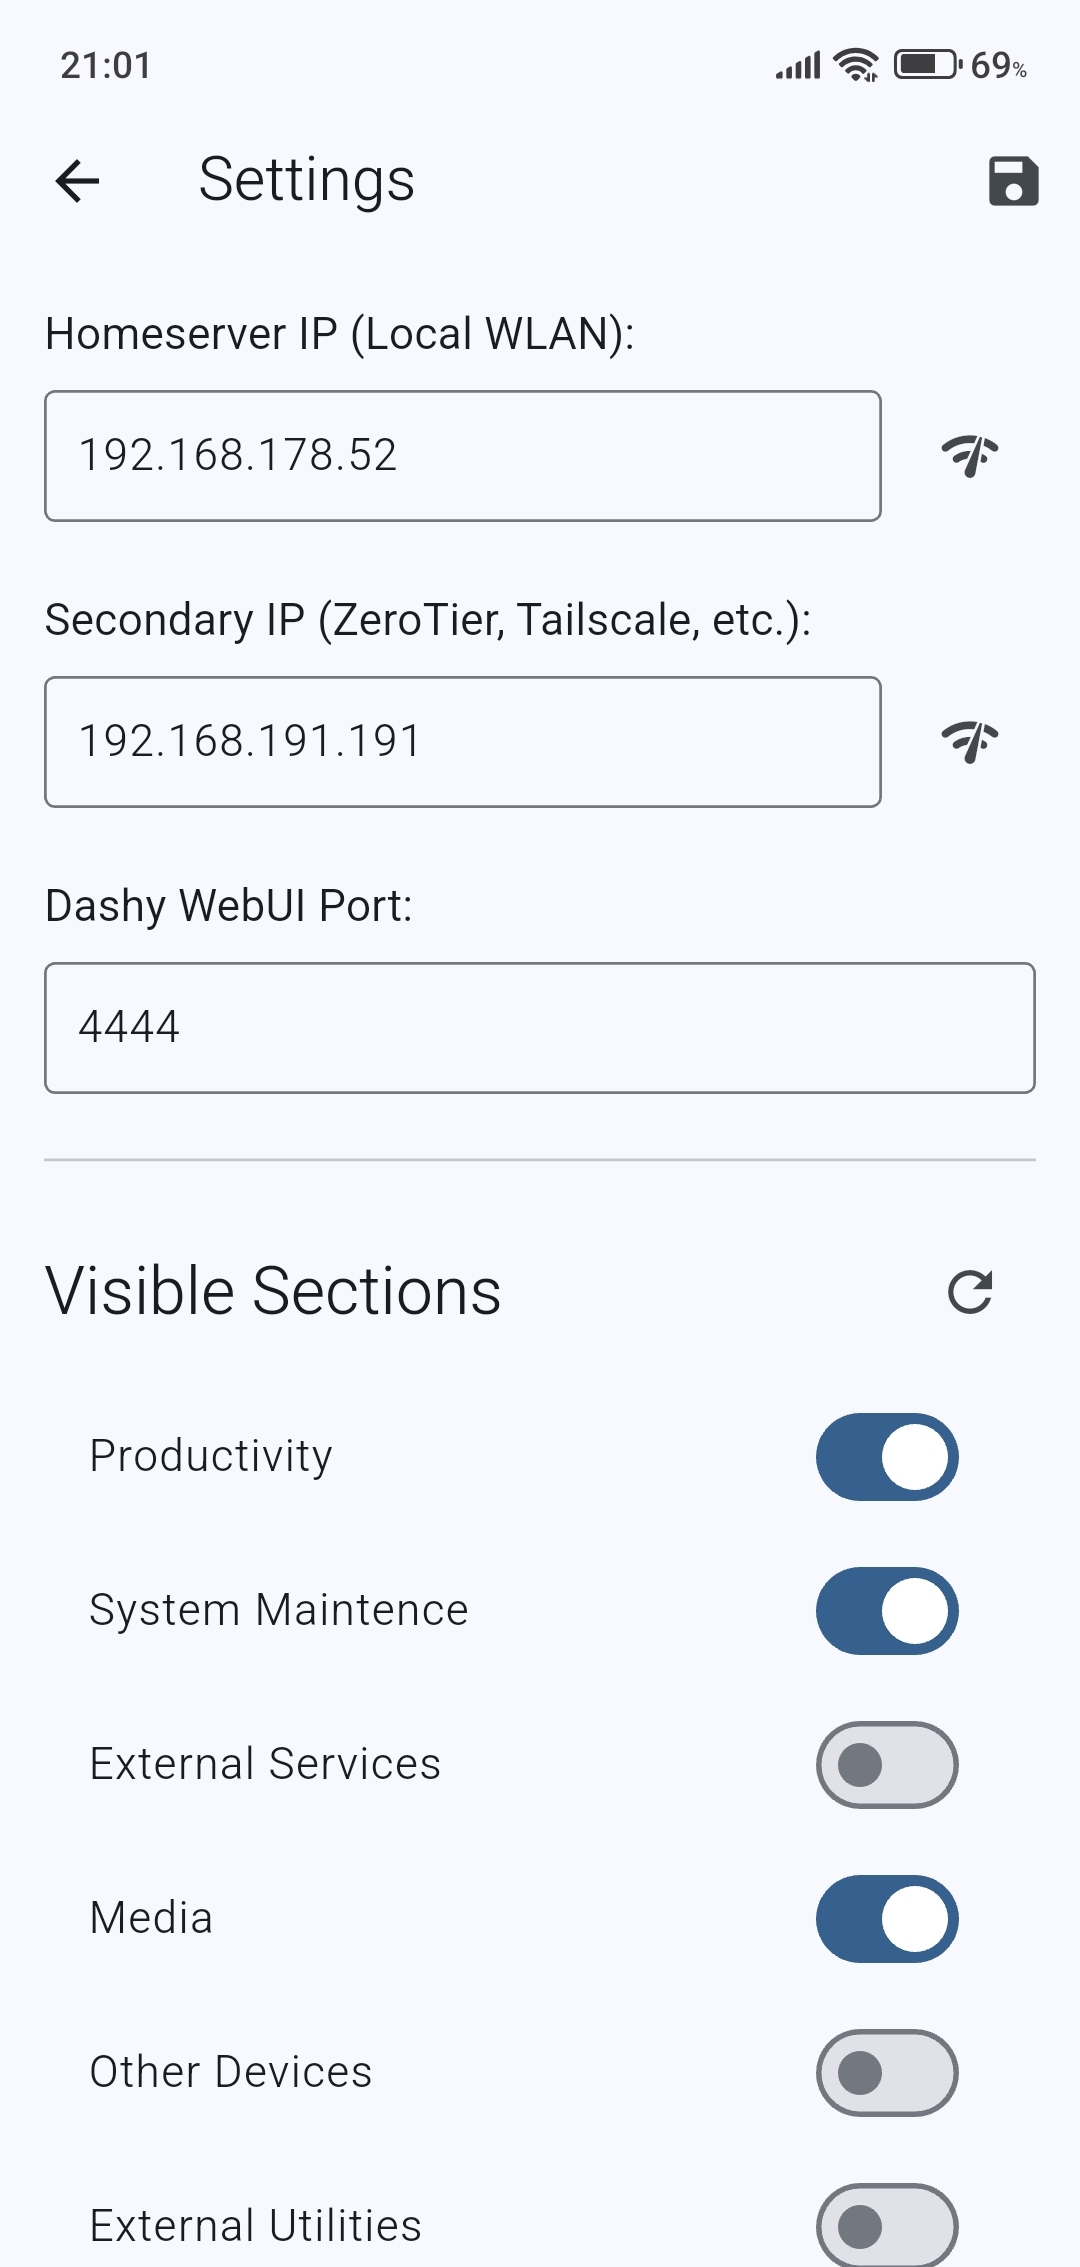 21:01 69%
Settings
Homeserver IP (Local WLAN):
192.168.178.52
Secondary IP (ZeroTier, Tailscale, etc.):
192.168.191.191
Dashy WebUI Port:
4444
Visible Sections
Productivity
System Maintence
External Services
Media
Other Devices
External Utilities